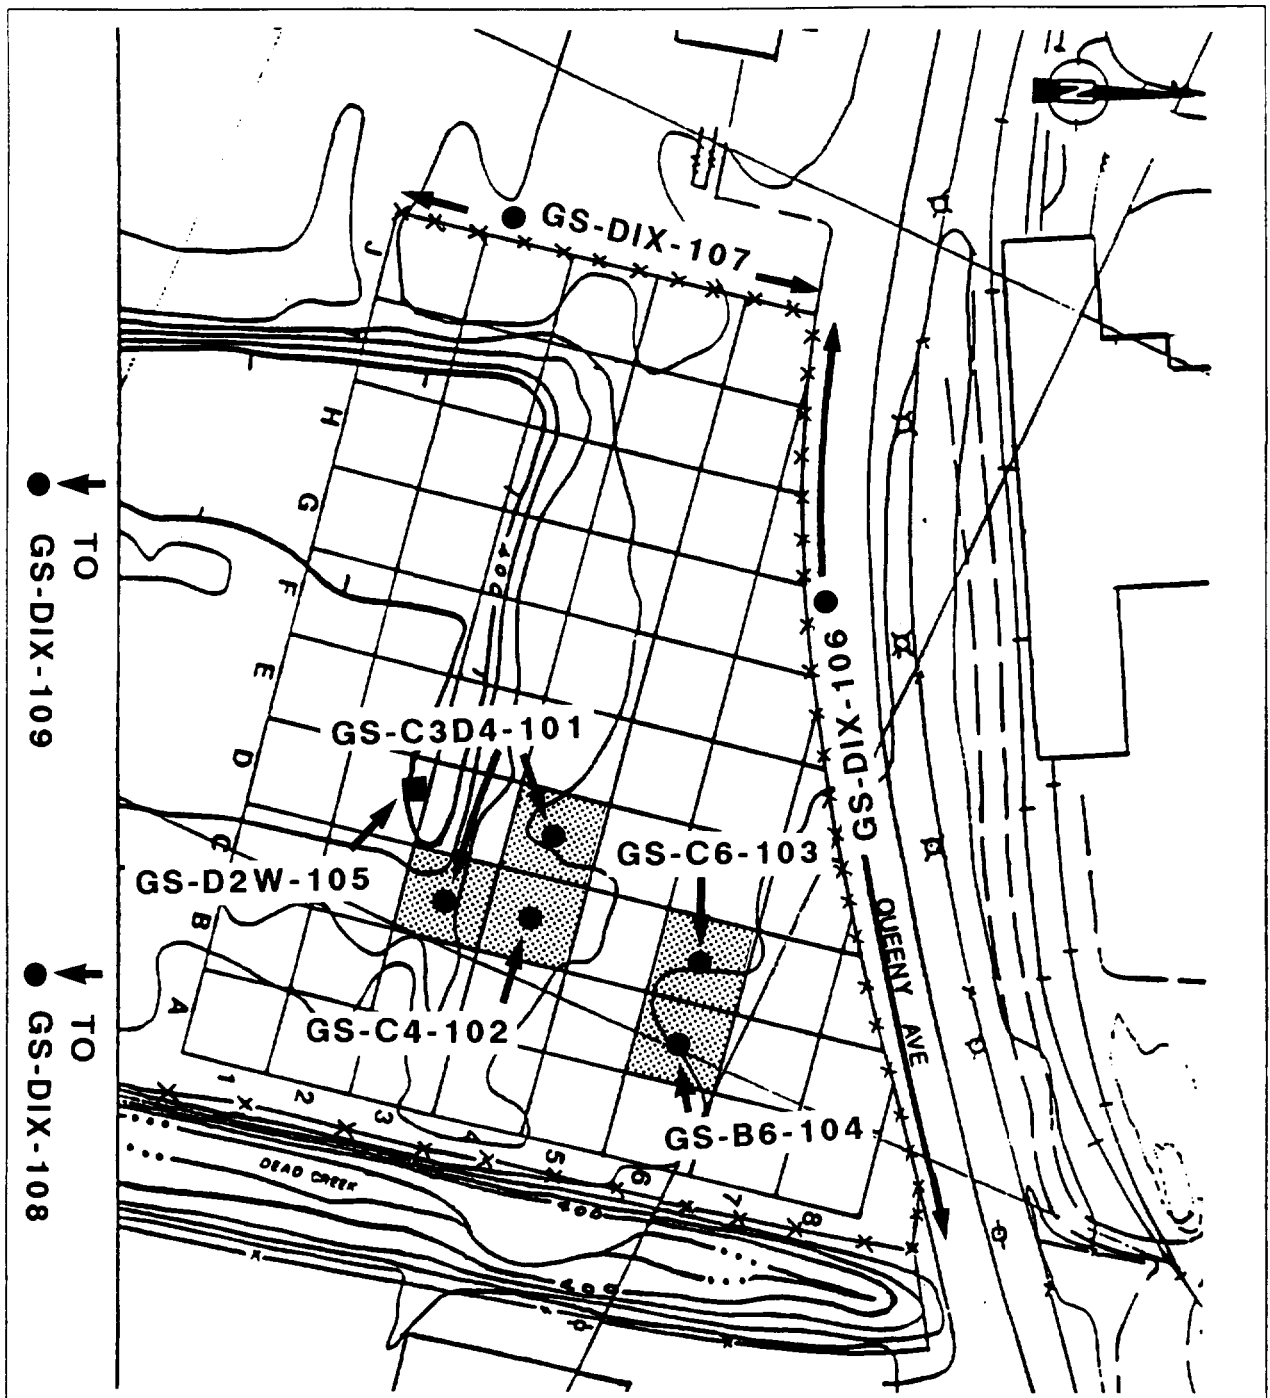 N
GS-DIX-107
J
H
G
F
E
D
C
B
A
400
TO
GS-DIX-109
GS-DIX-106
GS-C3D4-101
GS-C6-103
GS-D2W-105
QUEENY AVE
GS-C4-102
TO
GS-DIX-108
GS-B6-104
1
2
3
4
5
6
7
8
DEAD CREEK
400
400